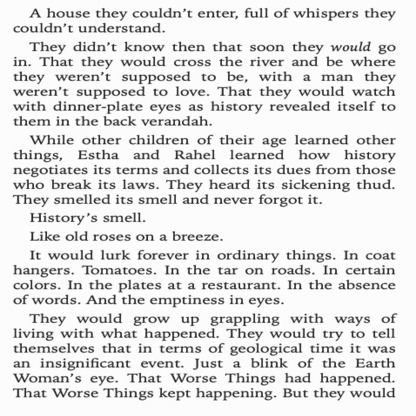 A house they couldn’t enter, full of whispers they
couldn’t understand.
They didn’t know then that soon they would go
in. That they would cross the river and be where
they weren’t supposed to be, with a man they
weren’t supposed to love. That they would watch
with dinner-plate eyes as history revealed itself to
them in the back verandah.
While other children of their age learned other
things, Estha and Rahel learned how history
negotiates its terms and collects its dues from those
who break its laws. They heard its sickening thud.
They smelled its smell and never forgot it.
History’s smell.
Like old roses on a breeze.
It would lurk forever in ordinary things. In coat
hangers. Tomatoes. In the tar on roads. In certain
colors. In the plates at a restaurant. In the absence
of words. And the emptiness in eyes.
They would grow up grappling with ways of
living with what happened. They would try to tell
themselves that in terms of geological time it was
an insignificant event. Just a blink of the Earth
Woman’s eye. That Worse Things had happened.
That Worse Things kept happening. But they would